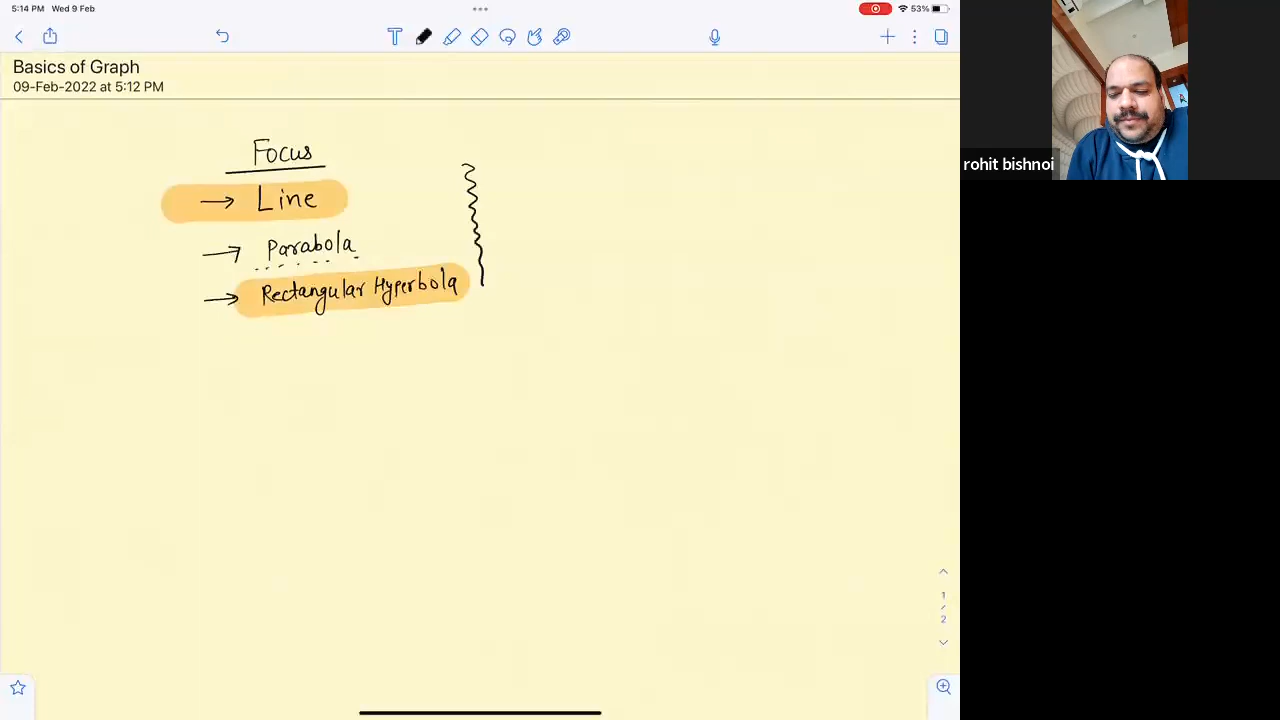 5:14 PM Wed 9 Feb
53%
Basics of Graph
09-Feb-2022 at 5:12 PM
Focus
→ Line
→ Parabola
→ Rectangular Hyperbola
rohit bishnoi
1
/
2